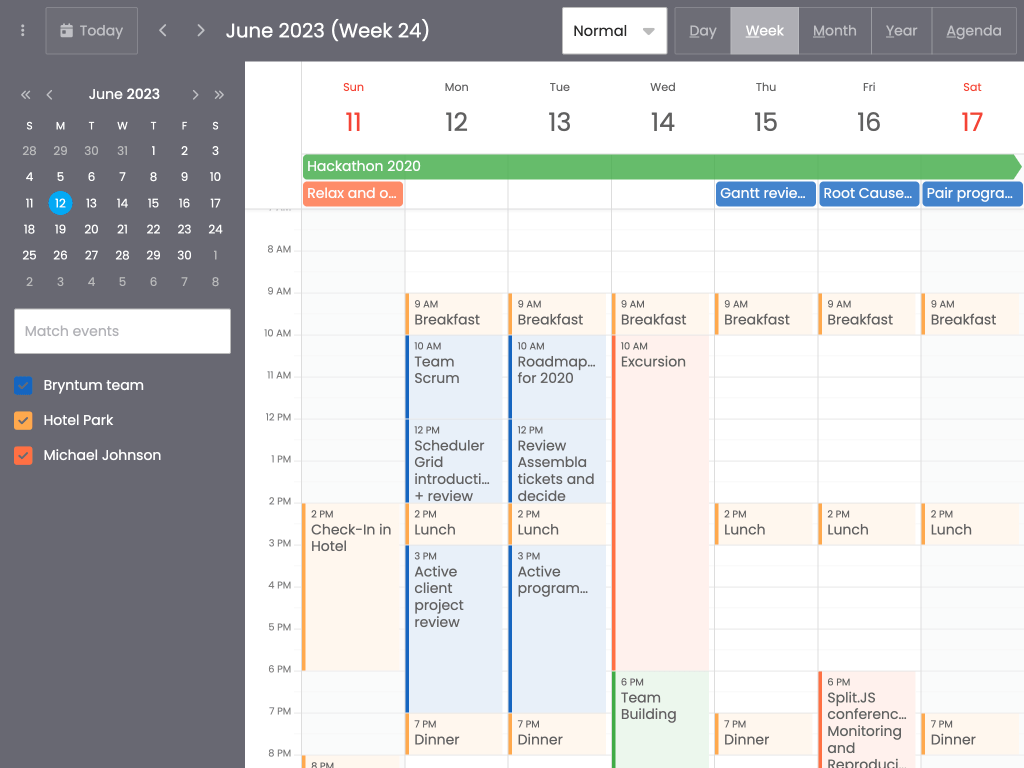 Today
June 2023 (Week 24)
Normal
Day
Week
Month
Year
Agenda
June 2023
S M T W T F S
28 29 30 31 1 2 3
4 5 6 7 8 9 10
11 12 13 14 15 16 17
18 19 20 21 22 23 24
25 26 27 28 29 30 1
2 3 4 5 6 7 8
Match events
Bryntum team
Hotel Park
Michael Johnson
Sun Mon Tue Wed Thu Fri Sat
11 12 13 14 15 16 17
Hackathon 2020
Relax and o...
Gantt revie...
Root Cause...
Pair progra...
8 AM
9 AM
10 AM
11 AM
12 PM
1 PM
2 PM
3 PM
4 PM
5 PM
6 PM
7 PM
8 PM
2 PM
Check-In in
Hotel
8 PM
9 AM
Breakfast
10 AM
Team
Scrum
12 PM
Scheduler
Grid
introducti...
+ review
2 PM
Lunch
3 PM
Active
client
project
review
7 PM
Dinner
9 AM
Breakfast
10 AM
Roadmap...
for 2020
12 PM
Review
Assembla
tickets and
decide
2 PM
Lunch
3 PM
Active
program...
7 PM
Dinner
9 AM
Breakfast
10 AM
Excursion
6 PM
Team
Building
9 AM
Breakfast
2 PM
Lunch
7 PM
Dinner
9 AM
Breakfast
2 PM
Lunch
6 PM
Split.JS
conferenc...
Monitoring
and
Reproduci...
9 AM
Breakfast
2 PM
Lunch
7 PM
Dinner